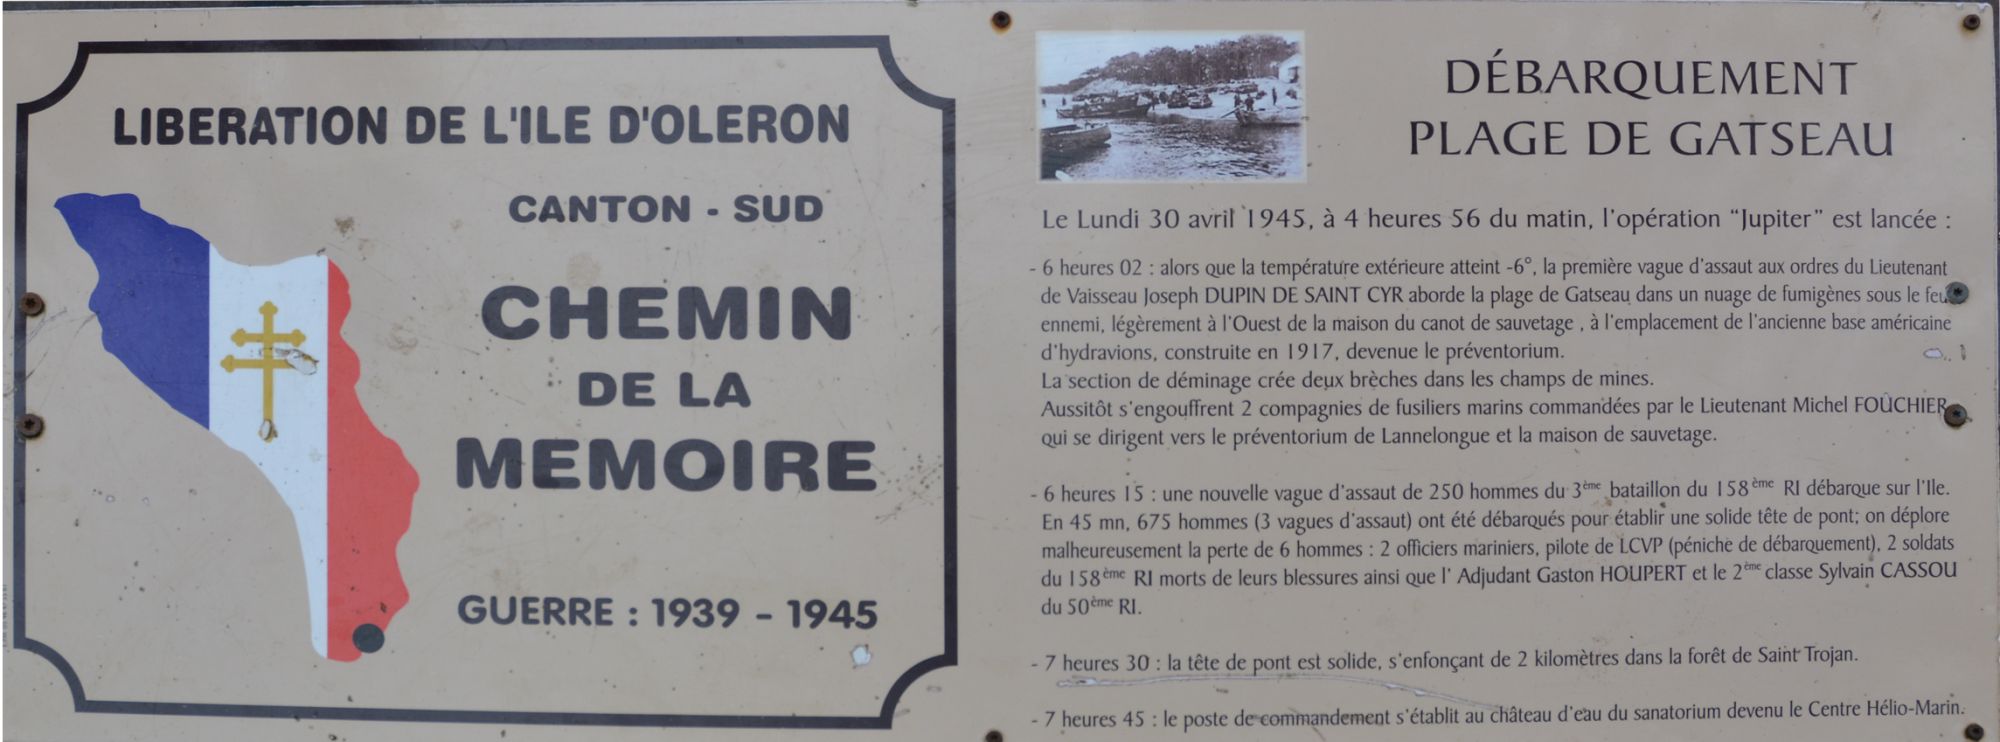 LIBERATION DE L'ILE D'OLERON
CANTON - SUD
CHEMIN
DE LA
MEMOIRE
GUERRE : 1939 - 1945
DÉBARQUEMENT
PLAGE DE GATSEAU
Le Lundi 30 avril 1945, à 4 heures 56 du matin, l'opération "Jupiter" est lancée :
- 6 heures 02 : alors que la température extérieure atteint -6°, la première vague d'assaut aux ordres du Lieutenant
de Vaisseau Joseph DUPIN DE SAINT CYR aborde la plage de Gatseau dans un nuage de fumigènes sous le feu
ennemi, légèrement à l'Ouest de la maison du canot de sauvetage , à l'emplacement de l'ancienne base américaine
d'hydravions, construite en 1917, devenue le préventorium.
La section de déminage crée deux brèches dans les champs de mines.
Aussitôt s'engouffrent 2 compagnies de fusiliers marins commandées par le Lieutenant Michel FOUCHIER
qui se dirigent vers le préventorium de Lannelongue et la maison de sauvetage.
- 6 heures 15 : une nouvelle vague d'assaut de 250 hommes du 3ème bataillon du 158ème RI débarque sur l'Ile.
En 45 mn, 675 hommes (3 vagues d'assaut) ont été débarqués pour établir une solide tête de pont; on déplore
malheureusement la perte de 6 hommes : 2 officiers mariniers, pilote de LCVP (péniche de débarquement), 2 soldats
du 158ème RI morts de leurs blessures ainsi que l' Adjudant Gaston HOUPERT et le 2ème classe Sylvain CASSOU
du 50ème RI.
- 7 heures 30 : la tête de pont est solide, s'enfonçant de 2 kilomètres dans la forêt de Saint Trojan.
- 7 heures 45 : le poste de commandement s'établit au château d'eau du sanatorium devenu le Centre Hélio-Marin.